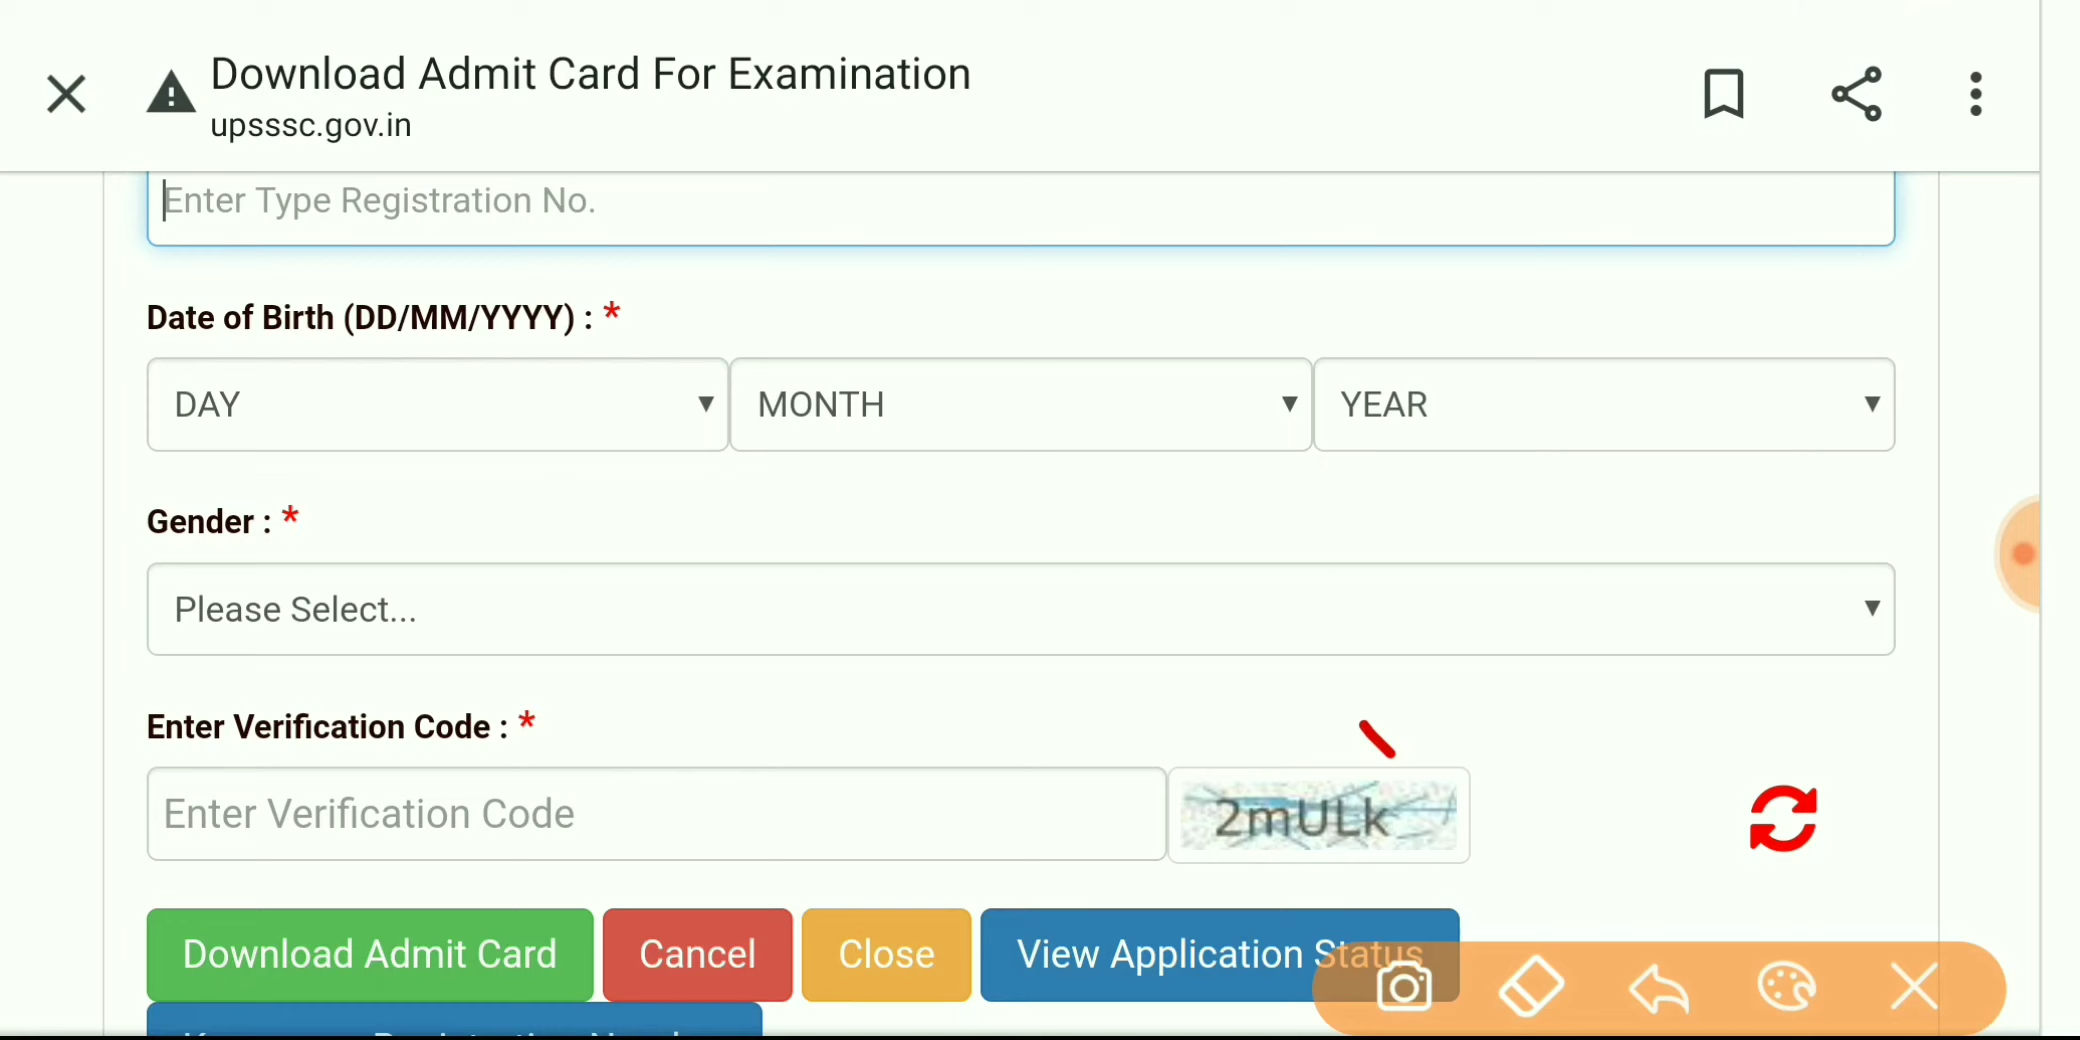 Download Admit Card For Examination
upsssc.gov.in
Enter Type Registration No.
Date of Birth (DD/MM/YYYY) : *
DAY MONTH YEAR
Gender : *
Please Select...
Enter Verification Code : *
Enter Verification Code 2mULk
Download Admit Card Cancel Close View Application Status